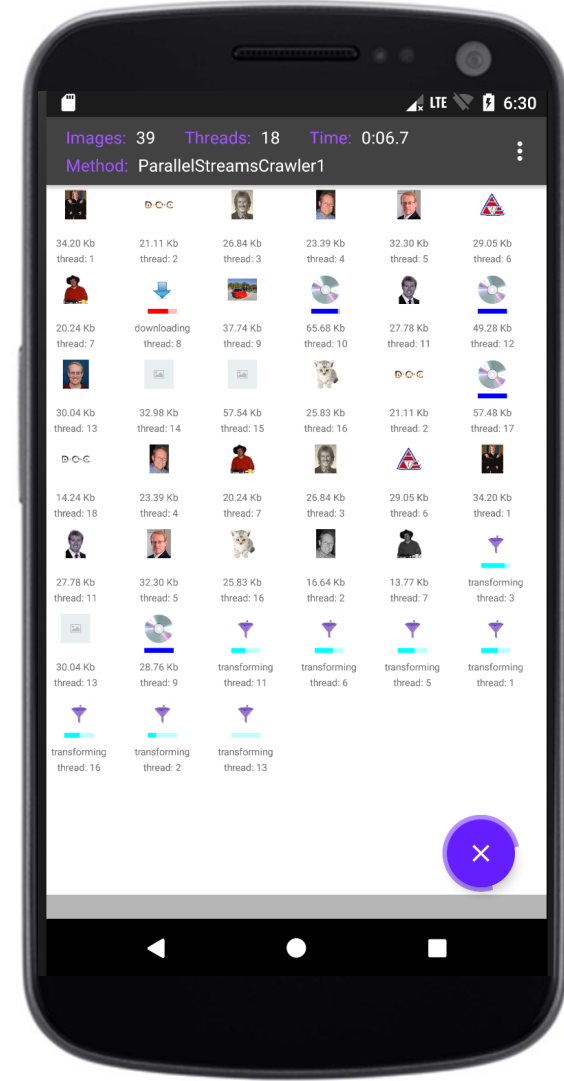 LTE 6:30
Images: 39 Threads: 18 Time: 0:06.7
Method: ParallelStreamsCrawler1
D·O·C
34.20 Kb 21.11 Kb 26.84 Kb 23.39 Kb 32.30 Kb 29.05 Kb
thread: 1 thread: 2 thread: 3 thread: 4 thread: 5 thread: 6
20.24 Kb downloading 37.74 Kb 65.68 Kb 27.78 Kb 49.28 Kb
thread: 7 thread: 8 thread: 9 thread: 10 thread: 11 thread: 12
D·O·C
30.04 Kb 32.98 Kb 57.54 Kb 25.83 Kb 21.11 Kb 57.48 Kb
thread: 13 thread: 14 thread: 15 thread: 16 thread: 2 thread: 17
D·O·C
14.24 Kb 23.39 Kb 20.24 Kb 26.84 Kb 29.05 Kb 34.20 Kb
thread: 18 thread: 4 thread: 7 thread: 3 thread: 6 thread: 1
27.78 Kb 32.30 Kb 25.83 Kb 16.64 Kb 13.77 Kb transforming
thread: 11 thread: 5 thread: 16 thread: 2 thread: 7 thread: 3
30.04 Kb 28.76 Kb transforming transforming transforming transforming
thread: 13 thread: 9 thread: 11 thread: 6 thread: 5 thread: 1
transforming transforming transforming
thread: 16 thread: 2 thread: 13